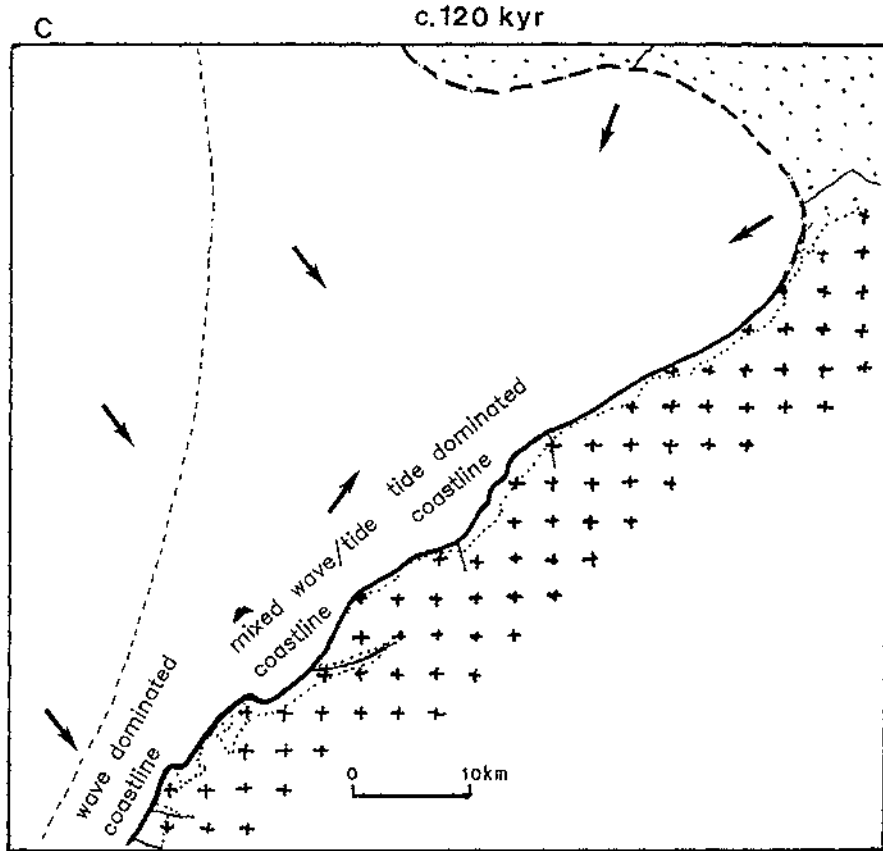 C
c.120 kyr
tide dominated
coastline
mixed wave/tide
coastline
wave dominated
coastline
0 10km